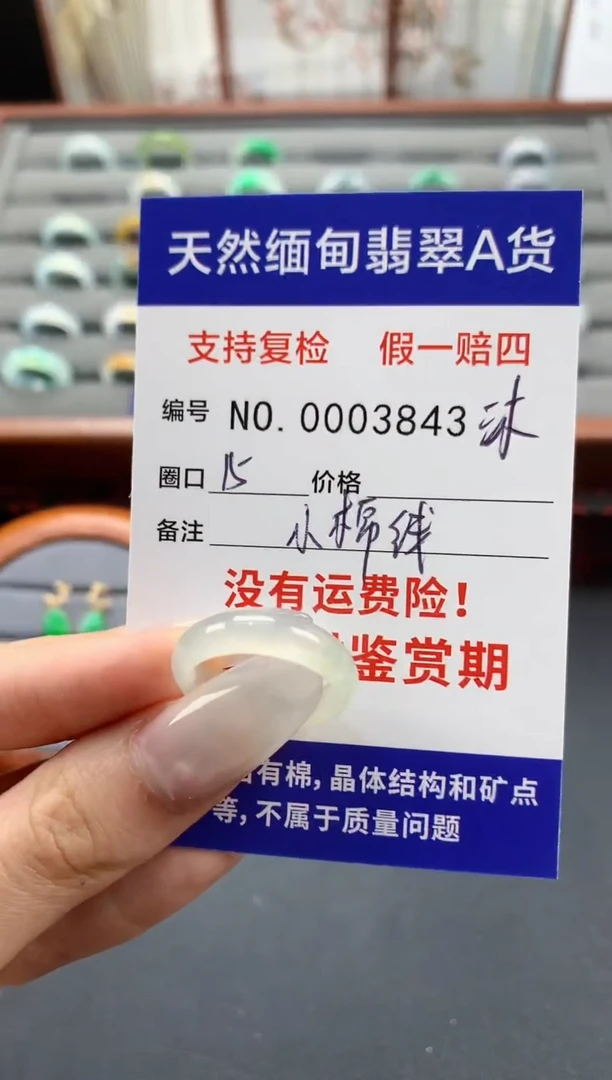 天然缅甸翡翠A货
支持复检 假一赔四
编号 NO.0003843 沐
圈口 15 价格
备注 小棉线
没有运费险！
鉴赏期
有棉，晶体结构和矿点
等，不属于质量问题